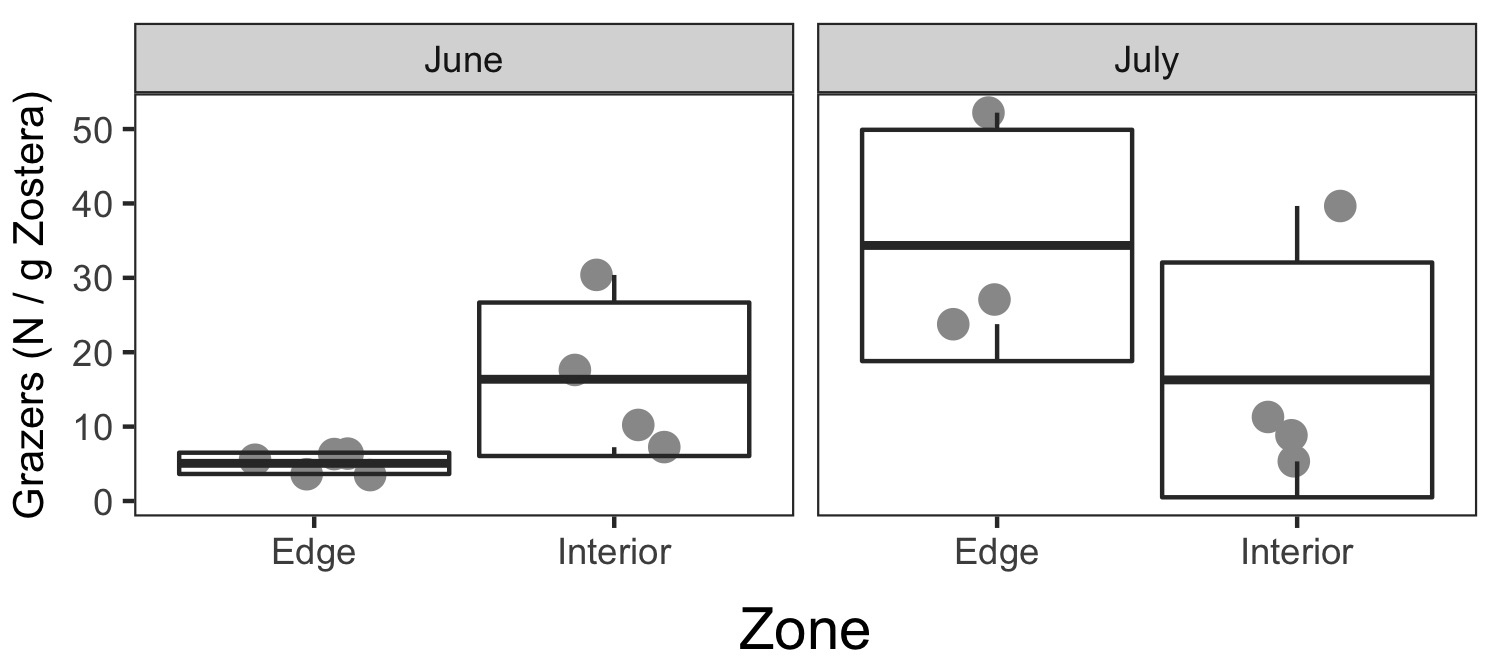 June
July
Grazers (N / g Zostera)
50
40
30
20
10
0
Edge
Interior
Edge
Interior
Zone